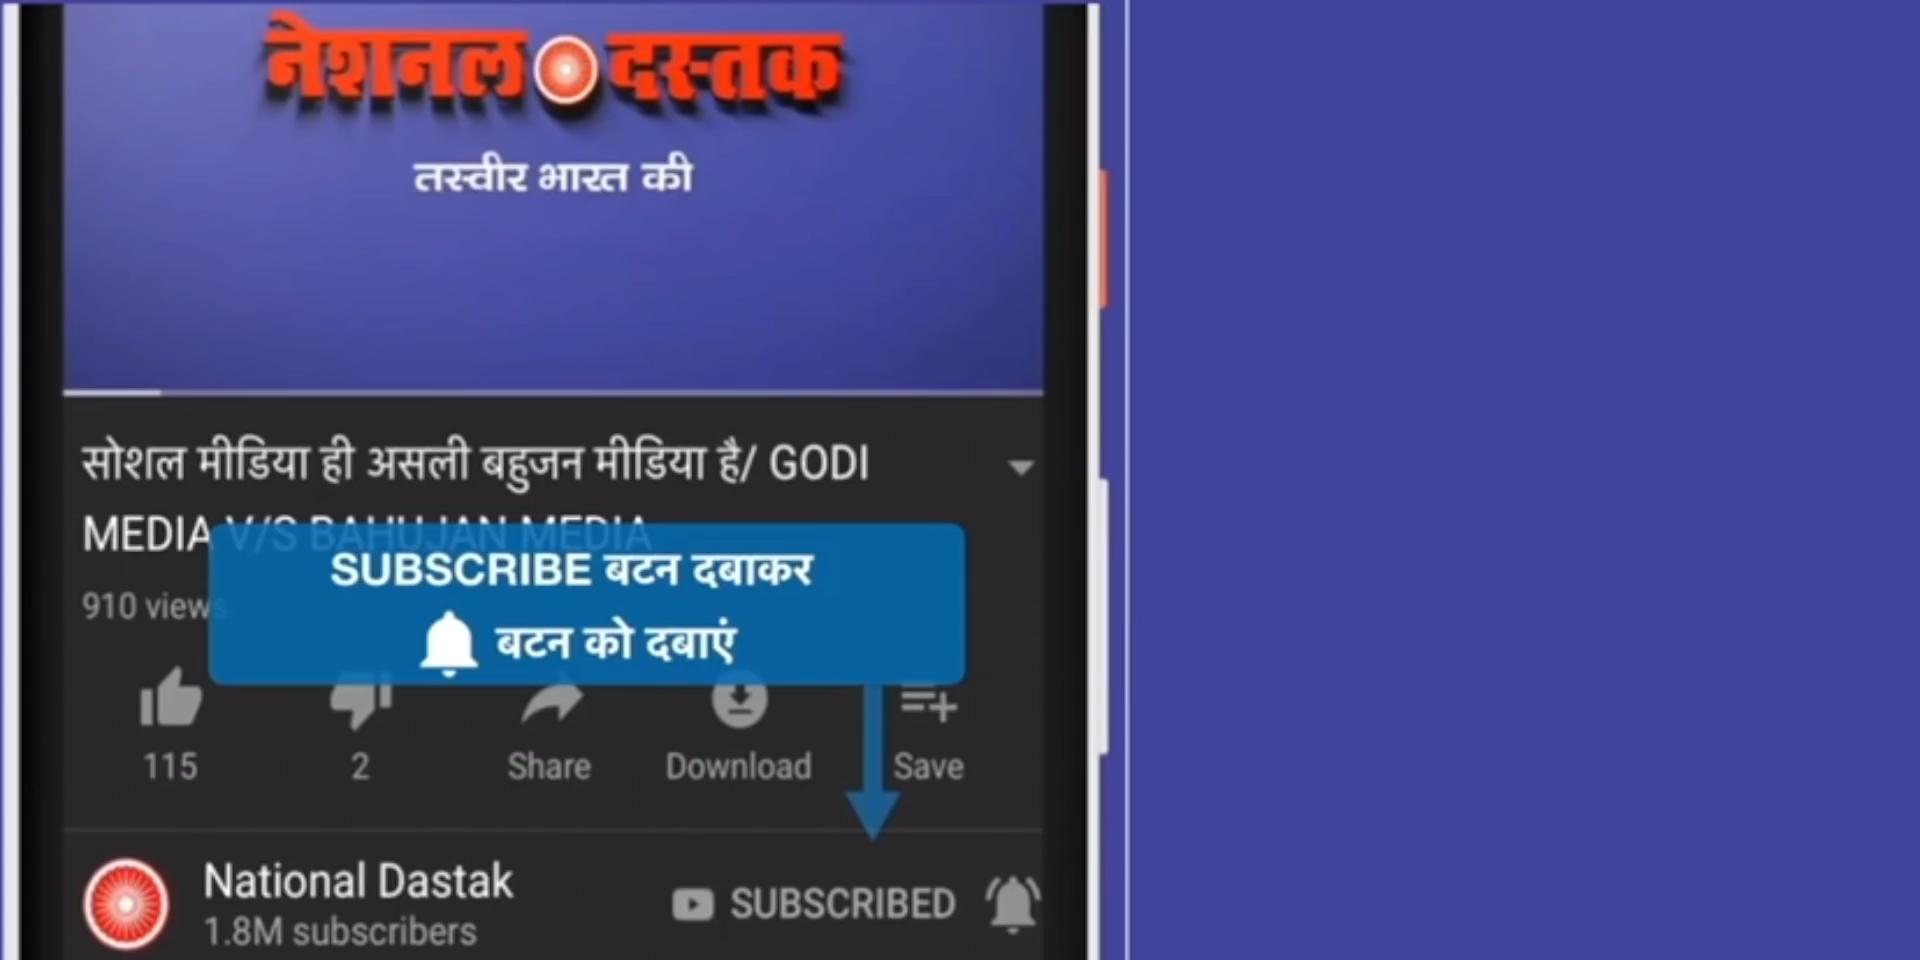 नेशनल दस्तक
तस्वीर भारत की
सोशल मीडिया ही असली बहुजन मीडिया है/ GODI
MEDIA V/S BAHUJAN MEDIA
SUBSCRIBE बटन दबाकर
910 views
बटन को दबाएं
115
2
Share
Download
Save
National Dastak
SUBSCRIBED
1.8M subscribers